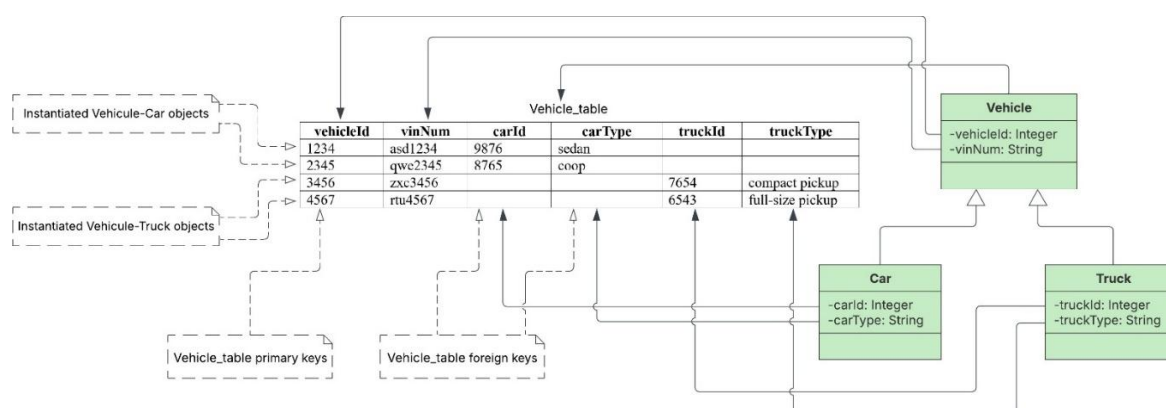 Vehicle_table
Instantiated Vehicule-Car objects
vehicleId vinNum carId carType truckId truckType
1234 asd1234 9876 sedan
2345 qwe2345 8765 coop
3456 zxc3456 7654 compact pickup
4567 rtu4567 6543 full-size pickup
Instantiated Vehicule-Truck objects
Vehicle
-vehicleId: Integer
-vinNum: String
Car
-carId: Integer
-carType: String
Truck
-truckId: Integer
-truckType: String
Vehicle_table primary keys
Vehicle_table foreign keys